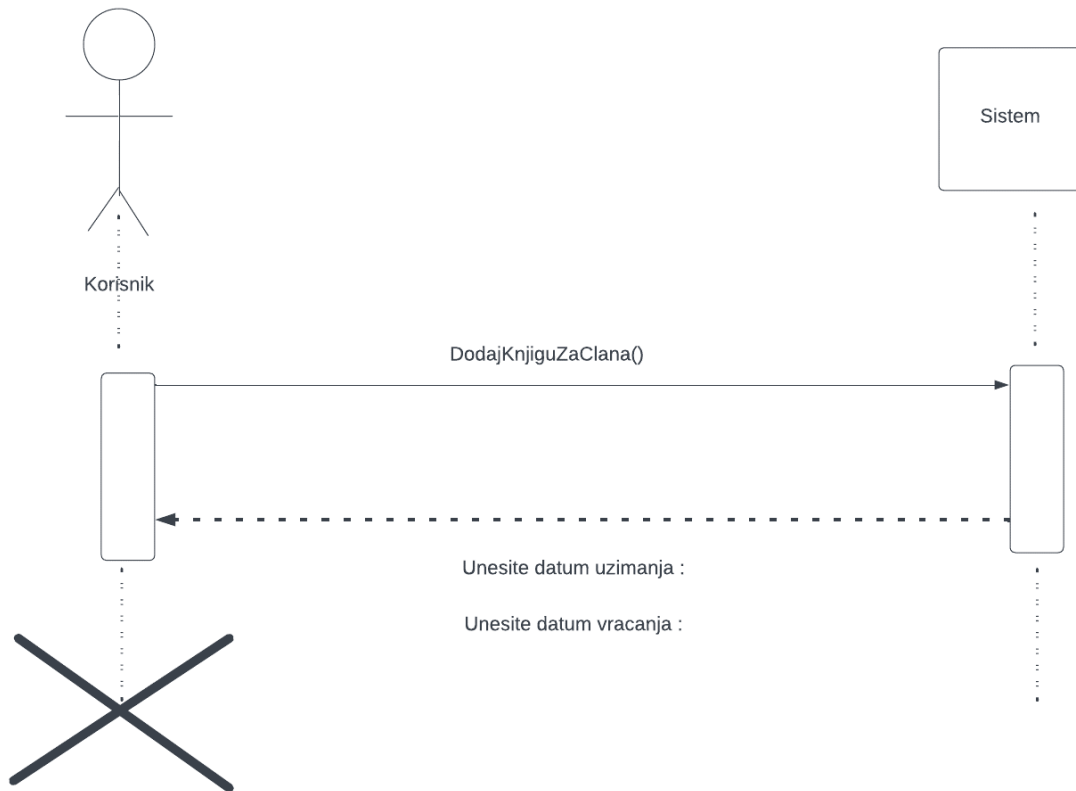 Sistem
Korisnik
DodajKnjiguZaClana()
Unesite datum uzimanja :
Unesite datum vracanja :